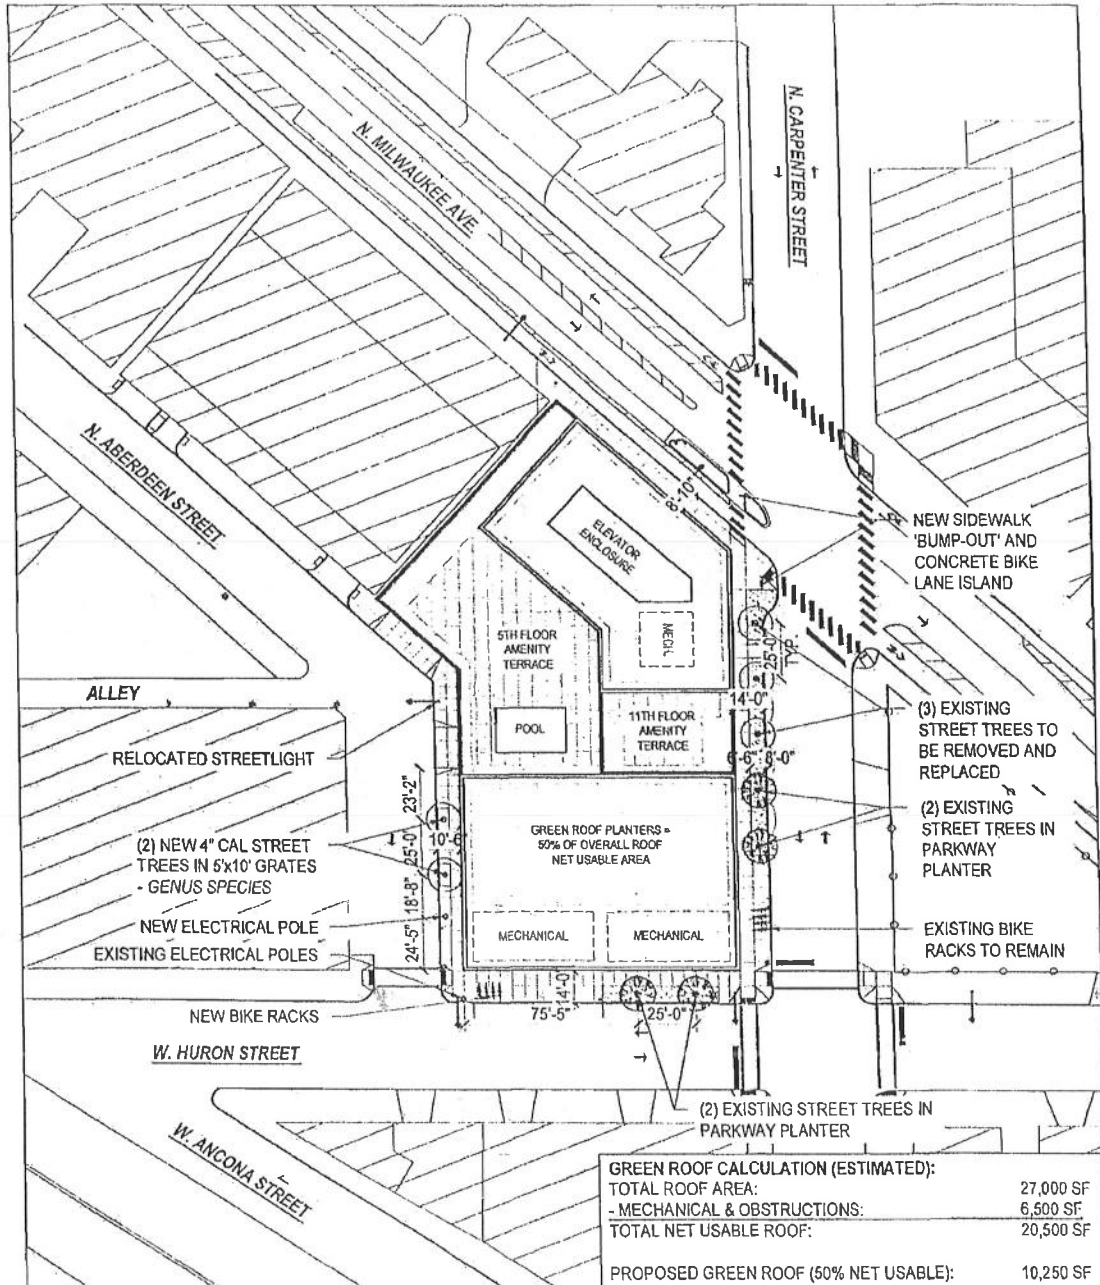 N. MILWAUKEE AVE.
N. CARPENTER STREET
N. ABERDEEN STREET
8'-10"
ELEVATOR
ENCLOSURE
NEW SIDEWALK
'BUMP-OUT' AND
CONCRETE BIKE
LANE ISLAND
5TH FLOOR
AMENITY
TERRACE
25'-0"
TYP.
ALLEY
14'-0"
POOL
11TH FLOOR
AMENITY
TERRACE
(3) EXISTING
STREET TREES TO
BE REMOVED AND
REPLACED
RELOCATED STREETLIGHT
6'-6" 8'-0"
23'-2"
(2) EXISTING
STREET TREES IN
PARKWAY
PLANTER
(2) NEW 4" CAL STREET
TREES IN 5'x10' GRATES
- GENUS SPECIES
10'-6"
25'-0"
GREEN ROOF PLANTERS =
50% OF OVERALL ROOF
NET USABLE AREA
18'-8"
NEW ELECTRICAL POLE
24'-5"
MECHANICAL
MECHANICAL
EXISTING BIKE
RACKS TO REMAIN
EXISTING ELECTRICAL POLES
14'-0"
NEW BIKE RACKS
75'-5"
25'-0"
W. HURON STREET
(2) EXISTING STREET TREES IN
PARKWAY PLANTER
W. ANCONA STREET
GREEN ROOF CALCULATION (ESTIMATED):
TOTAL ROOF AREA: 27,000 SF
- MECHANICAL & OBSTRUCTIONS: 6,500 SF
TOTAL NET USABLE ROOF: 20,500 SF
PROPOSED GREEN ROOF (50% NET USABLE): 10,250 SF